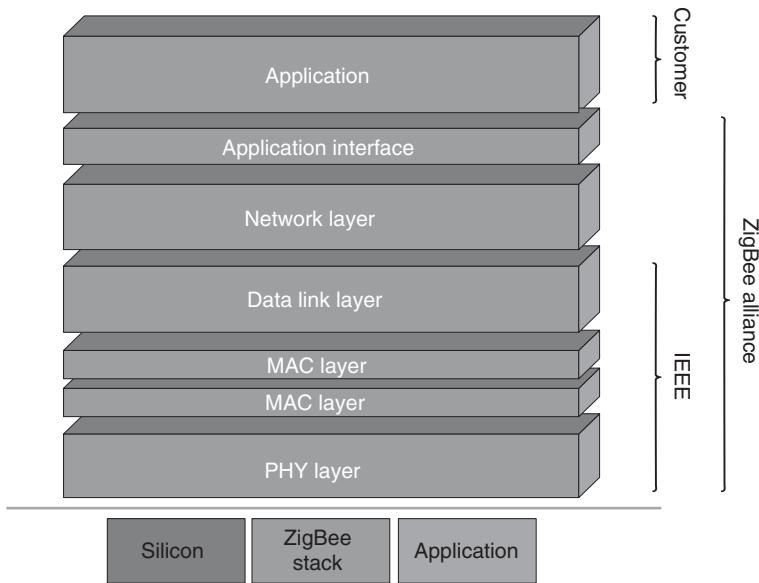 Application
Application interface
Network layer
Data link layer
MAC layer
MAC layer
PHY layer
Customer
ZigBee alliance
IEEE
Silicon
ZigBee
stack
Application